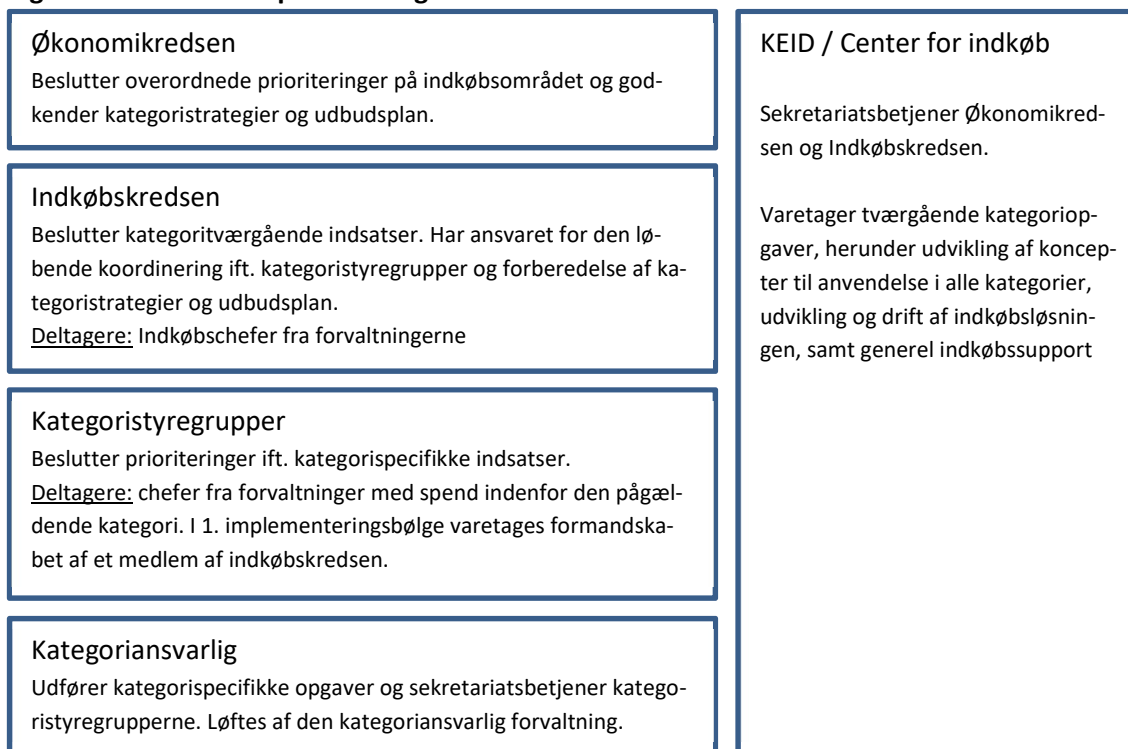 Økonomikredsen
Beslutter overordnede prioriteringer på indkøbsområdet og god-
kender kategoristrategier og udbudsplan.
Indkøbskredsen
Beslutter kategoritværgående indsatser. Har ansvaret for den lø-
bende koordinering ift. kategoristyregrupper og forberedelse af ka-
tegoristrategier og udbudsplan.
Deltagere: Indkøbschefer fra forvaltningerne
Kategoristyregrupper
Beslutter prioriteringer ift. kategorispecifikke indsatser.
Deltagere: chefer fra forvaltninger med spend indenfor den pågæl-
dende kategori. I 1. implementeringsbølge varetages formandska-
bet af et medlem af indkøbskredsen.
Kategoriansvarlig
Udfører kategorispecifikke opgaver og sekretariatsbetjener katego-
ristyregrupperne. Løftes af den kategoriansvarlig forvaltning.
KEID / Center for indkøb
Sekretariatsbetjener Økonomikred-
sen og Indkøbskredsen.
Varetager tværgående kategoriop-
gaver, herunder udvikling af koncep-
ter til anvendelse i alle kategorier,
udvikling og drift af indkøbsløsnin-
gen, samt generel indkøbssupport